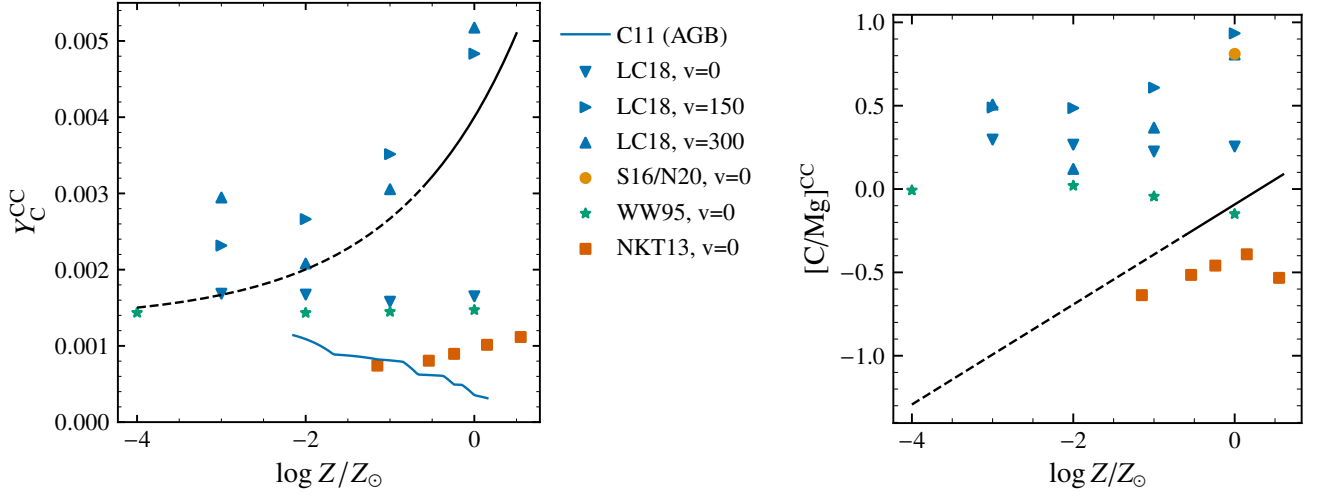 0.005
0.004
0.003
0.002
0.001
0.000
Y_C^CC
−4
−2
0
log Z/Z⊙
C11 (AGB)
LC18, v=0
LC18, v=150
LC18, v=300
S16/N20, v=0
WW95, v=0
NKT13, v=0
1.0
0.5
0.0
−0.5
−1.0
[C/Mg]^CC
−4
−2
0
log Z/Z⊙